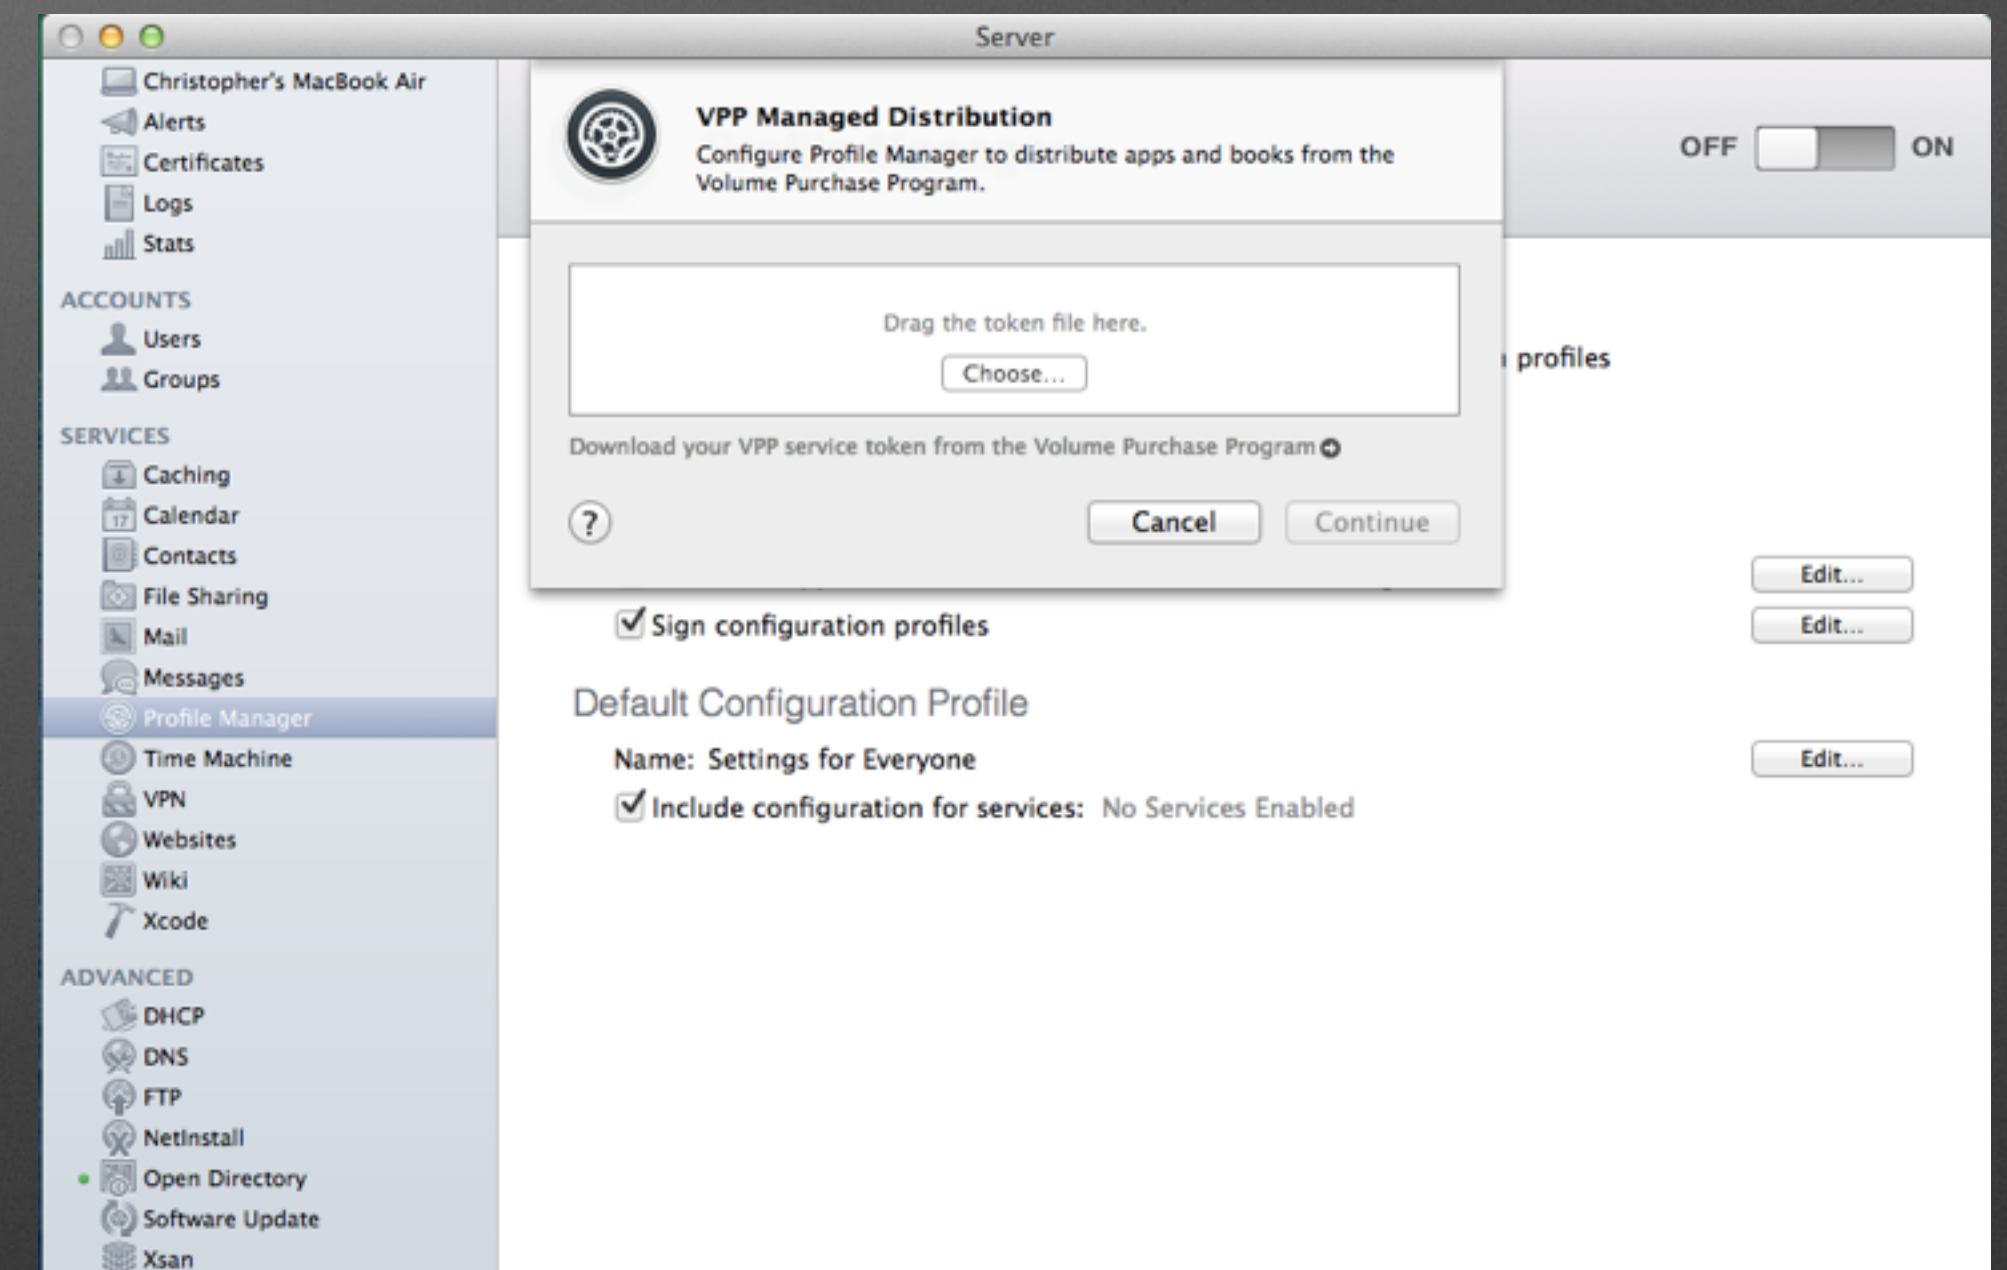 Server
Christopher's MacBook Air
Alerts
Certificates
Logs
Stats
ACCOUNTS
Users
Groups
SERVICES
Caching
17
Calendar
Contacts
File Sharing
Mail
Messages
Profile Manager
Time Machine
VPN
Websites
Wiki
Xcode
ADVANCED
DHCP
DNS
FTP
NetInstall
Open Directory
Software Update
Xsan
VPP Managed Distribution
Configure Profile Manager to distribute apps and books from the
Volume Purchase Program.
OFF ON
Drag the token file here.
Choose...
profiles
Download your VPP service token from the Volume Purchase Program
? Cancel Continue
Edit...
Sign configuration profiles Edit...
Default Configuration Profile
Name: Settings for Everyone Edit...
Include configuration for services: No Services Enabled